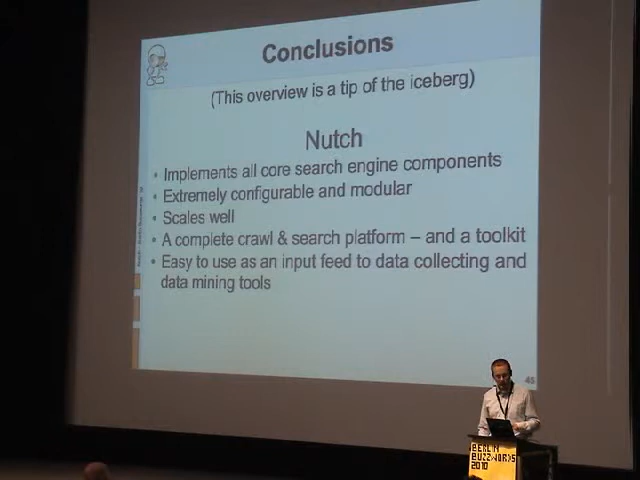 Conclusions
(This overview is a tip of the iceberg)
Nutch
• Implements all core search engine components
• Extremely configurable and modular
• Scales well
• A complete crawl & search platform – and a toolkit
• Easy to use as an input feed to data collecting and
data mining tools
45
BERLIN
BUZZWORDS
2010